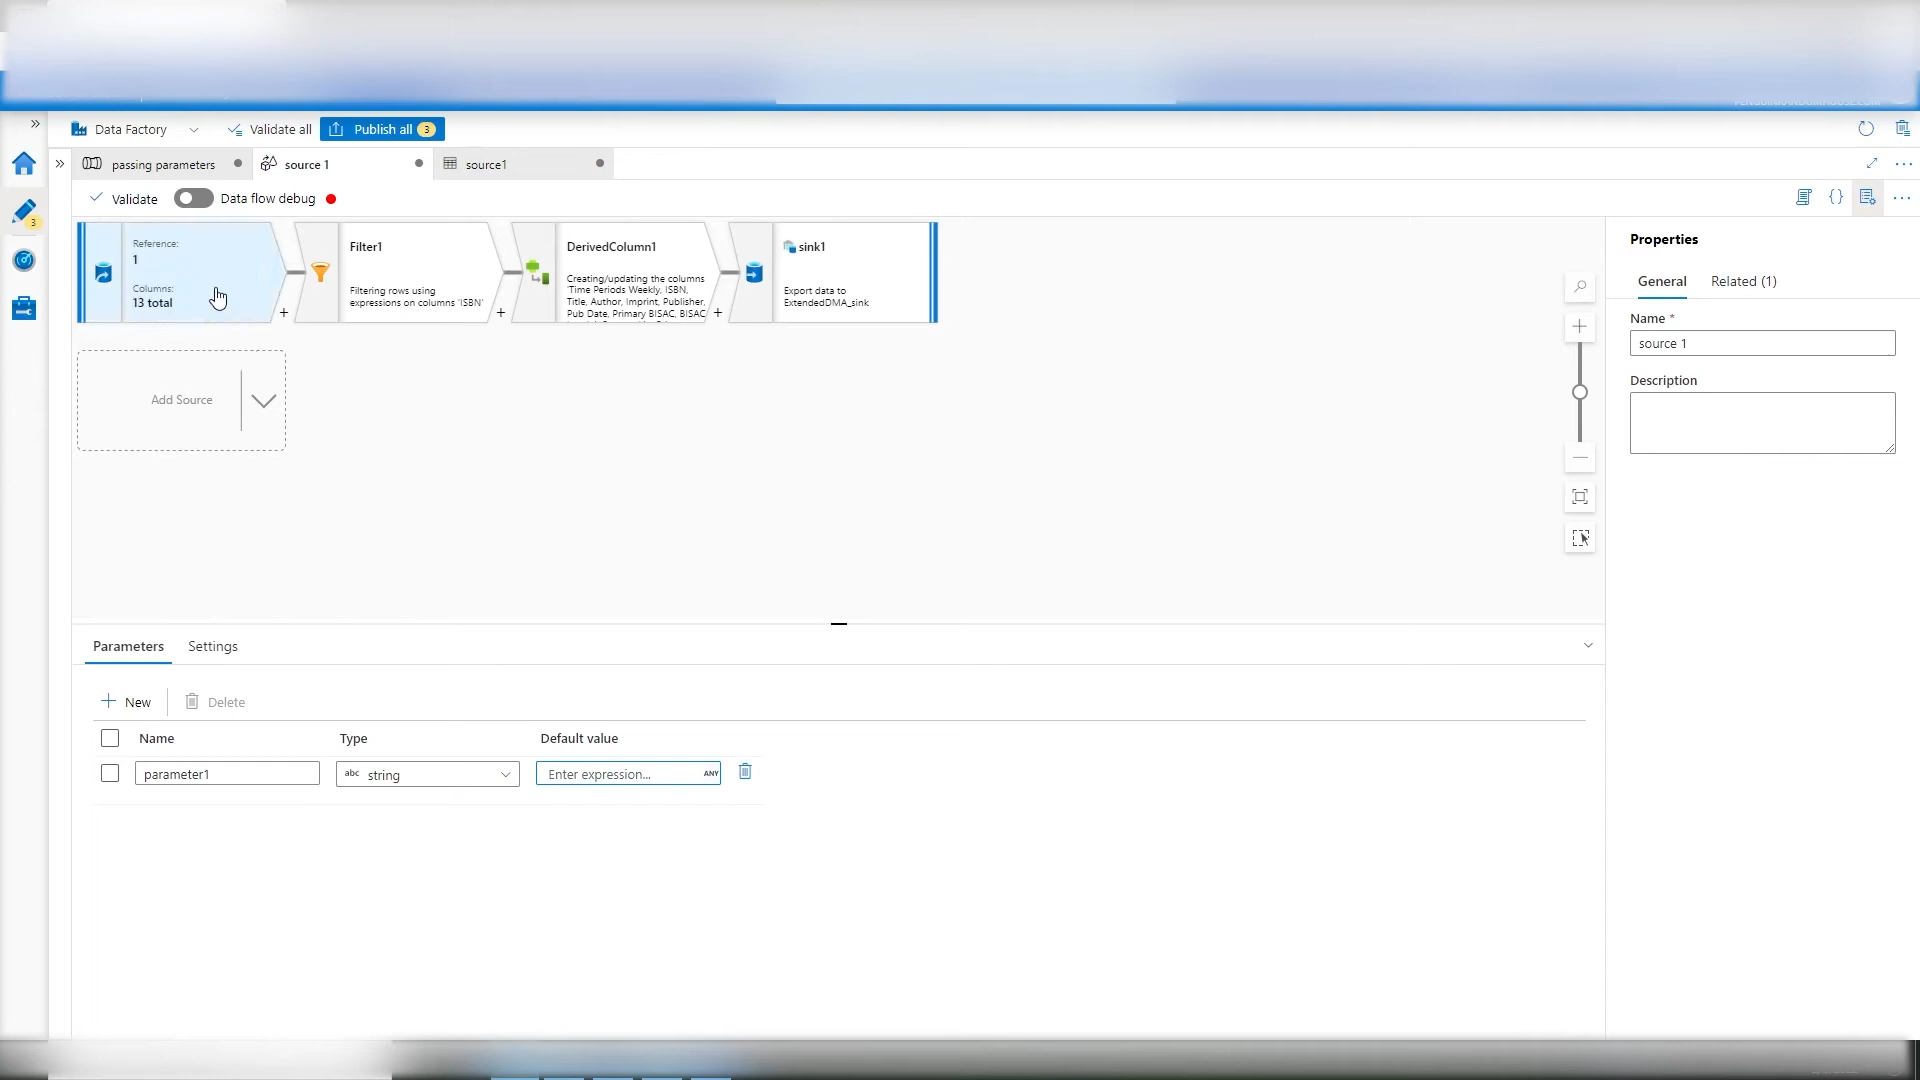 Data Factory
Validate all
Publish all 3
passing parameters
source 1
source1
Validate
Data flow debug
3
Reference:
1
Columns:
13 total
+
Filter1
Filtering rows using
expressions on columns 'ISBN'
+
DerivedColumn1
Creating/updating the columns
'Time Periods Weekly, ISBN,
Title, Author, Imprint, Publisher,
Pub Date, Primary BISAC, BISAC
+
sink1
Export data to
ExtendedDMA_sink
Add Source
Properties
General
Related (1)
Name *
source 1
Description
Parameters
Settings
New
Delete
Name
Type
Default value
parameter1
abc string
Enter expression...
ANY